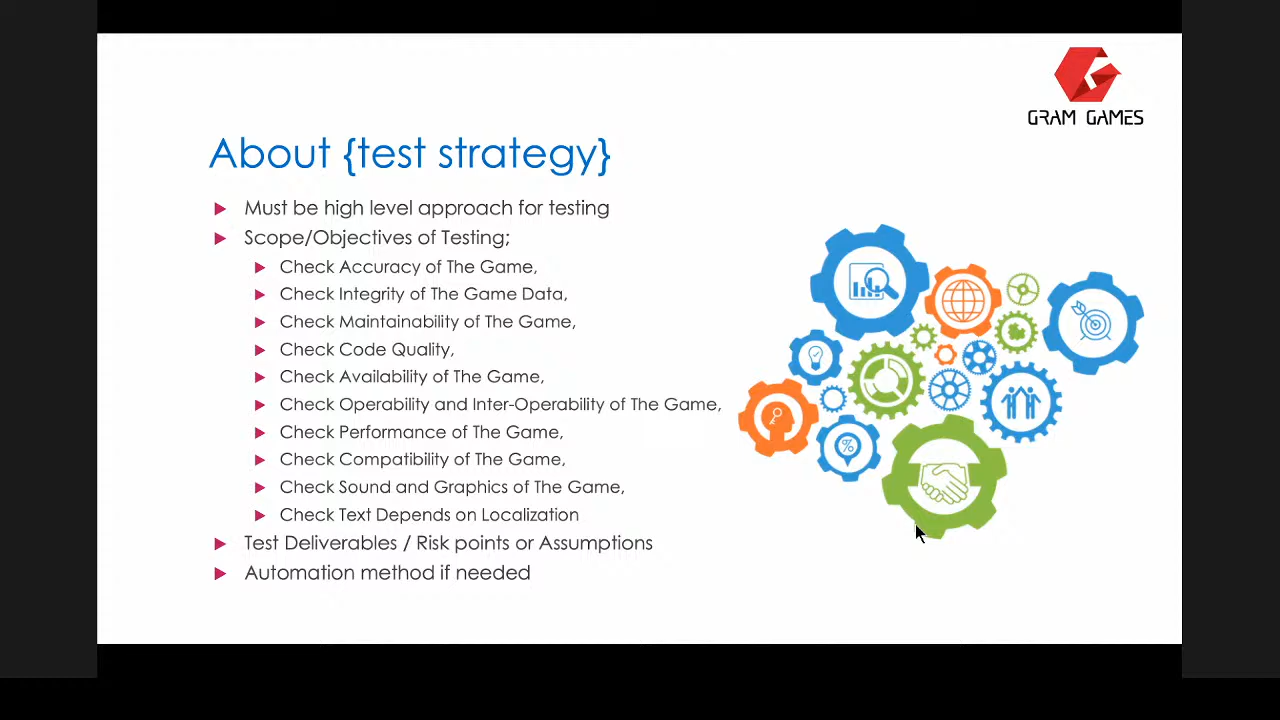 GRAM GAMES
About {test strategy}
Must be high level approach for testing
Scope/Objectives of Testing;
Check Accuracy of The Game,
Check Integrity of The Game Data,
Check Maintainability of The Game,
Check Code Quality,
Check Availability of The Game,
Check Operability and Inter-Operability of The Game,
Check Performance of The Game,
Check Compatibility of The Game,
Check Sound and Graphics of The Game,
Check Text Depends on Localization
Test Deliverables / Risk points or Assumptions
Automation method if needed
%